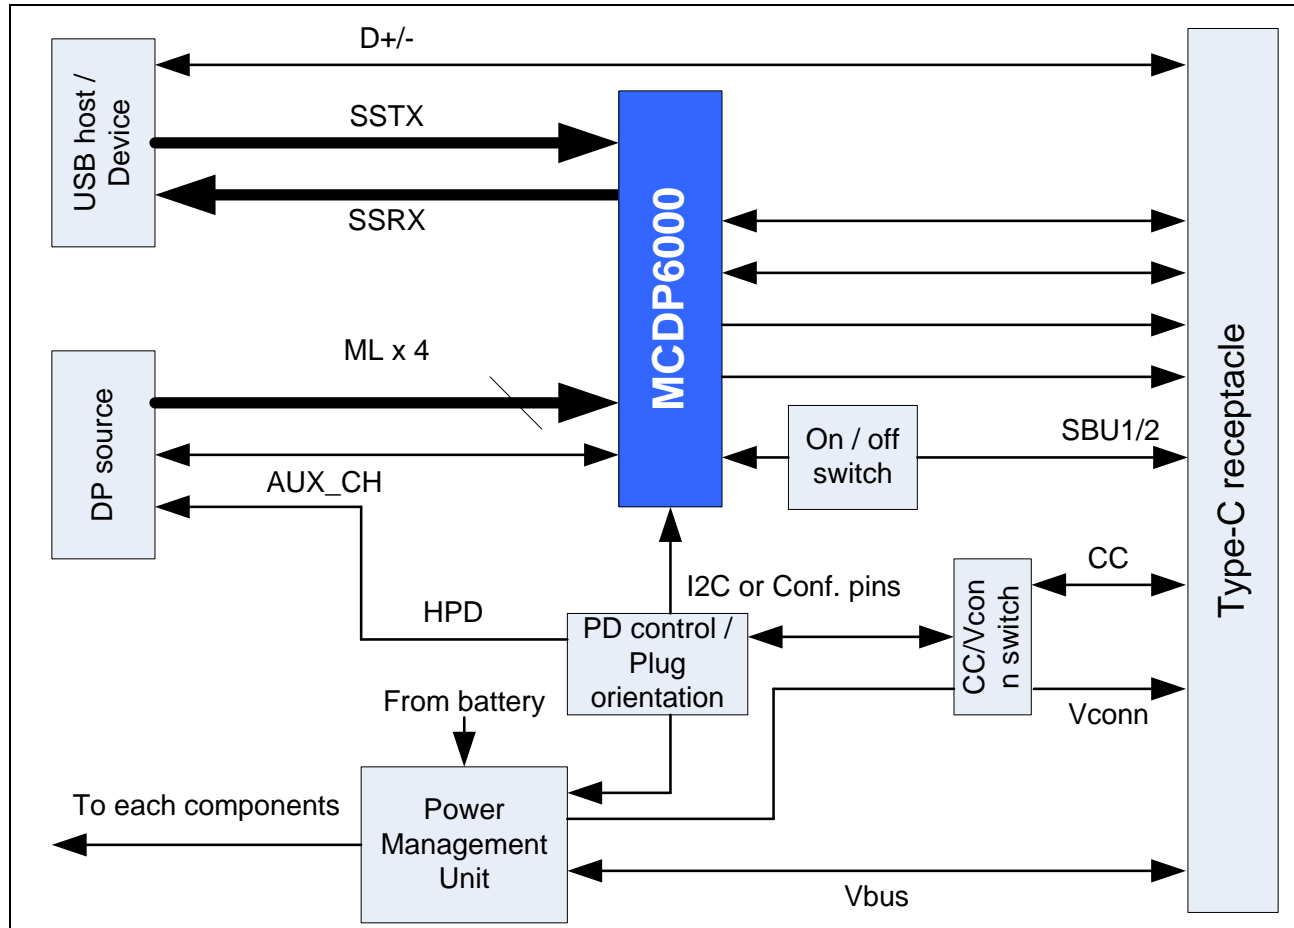 D+/-
USB host /
Device
SSTX
SSRX
MCDP6000
Type-C receptacle
ML x 4
DP source
AUX_CH
On / off
switch
SBU1/2
HPD
I2C or Conf. pins
CC
PD control /
Plug
orientation
CC/Vcon
n switch
Vconn
From battery
To each components
Power
Management
Unit
Vbus